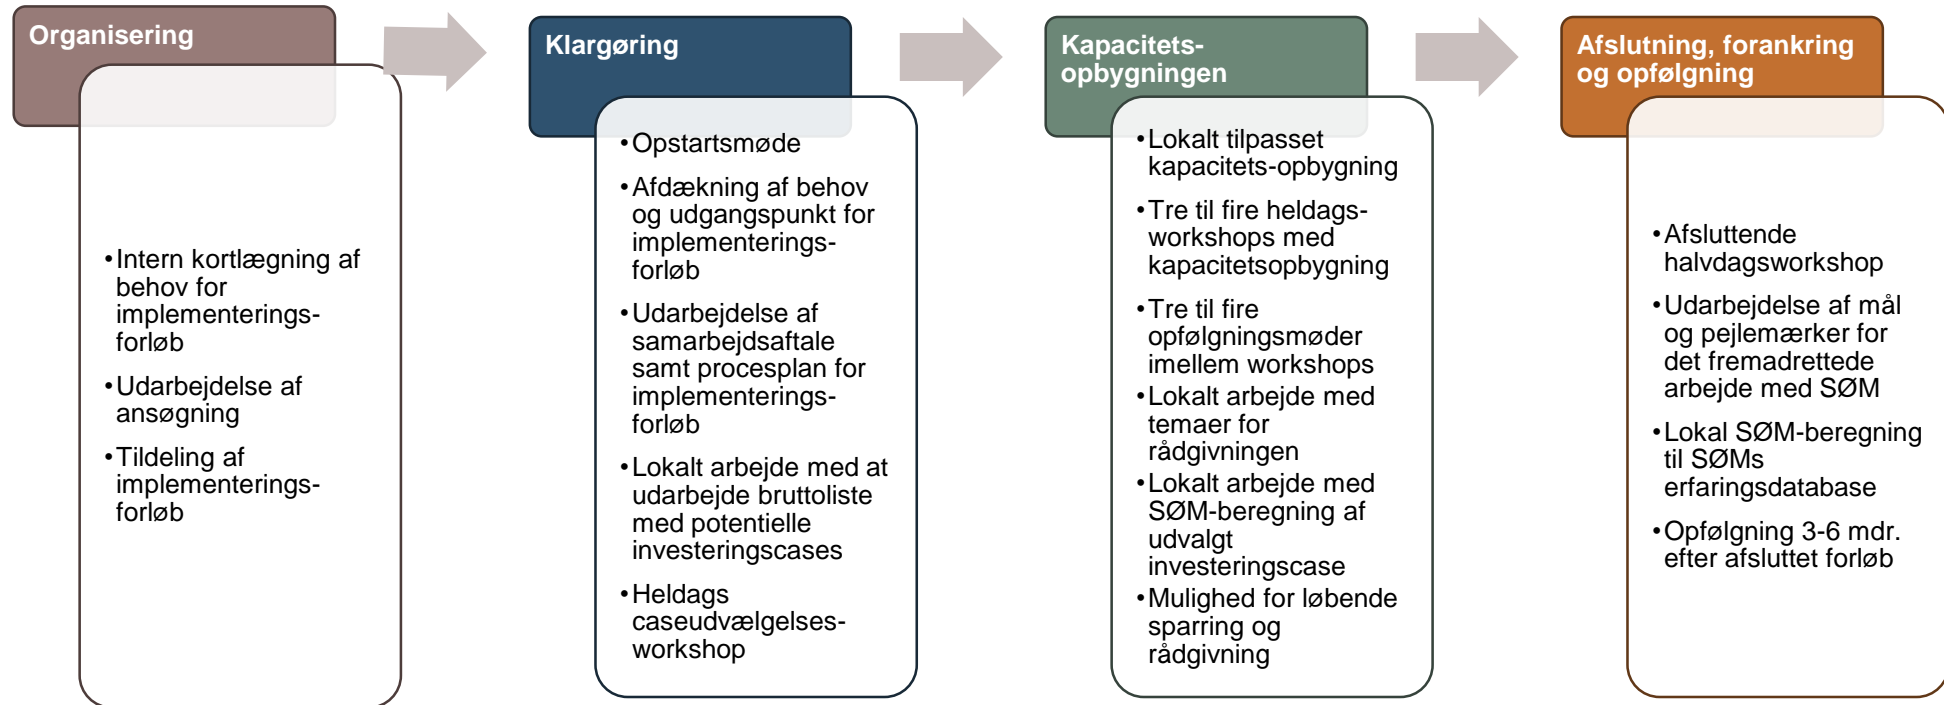 Organisering
•Intern kortlægning af
behov for
implementerings-
forløb
•Udarbejdelse af
ansøgning
•Tildeling af
implementerings-
forløb
Klargøring
•Opstartsmøde
•Afdækning af behov
og udgangspunkt for
implementerings-
forløb
•Udarbejdelse af
samarbejdsaftale
samt procesplan for
implementerings-
forløb
•Lokalt arbejde med at
udarbejde bruttoliste
med potentielle
investeringscases
•Heldags
caseudvælgelses-
workshop
Kapacitets-
opbygningen
•Lokalt tilpasset
kapacitets-opbygning
•Tre til fire heldags-
workshops med
kapacitetsopbygning
•Tre til fire
opfølgningsmøder
imellem workshops
•Lokalt arbejde med
temaer for
rådgivningen
•Lokalt arbejde med
SØM-beregning af
udvalgt
investeringscase
•Mulighed for løbende
sparring og
rådgivning
Afslutning, forankring
og opfølgning
•Afsluttende
halvdagsworkshop
•Udarbejdelse af mål
og pejlemærker for
det fremadrettede
arbejde med SØM
•Lokal SØM-beregning
til SØMs
erfaringsdatabase
•Opfølgning 3-6 mdr.
efter afsluttet forløb